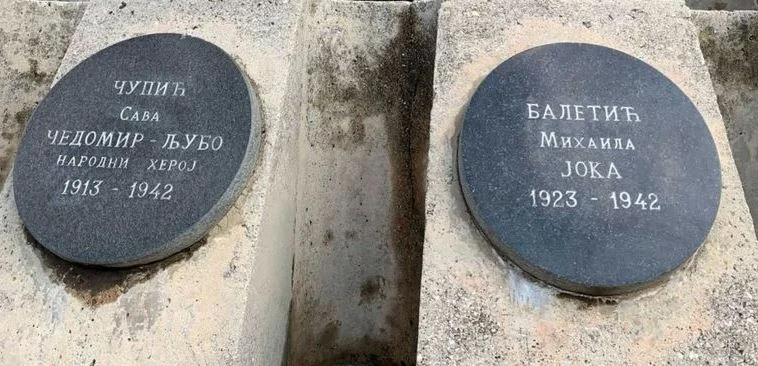 ЧУПИЋ
Сава
ЧЕДОМИР - ЉУБО
НАРОДНИ ХЕРОЈ
1913 - 1942
БАЛЕТИЋ
Михаила
ЈОКА
1923 - 1942